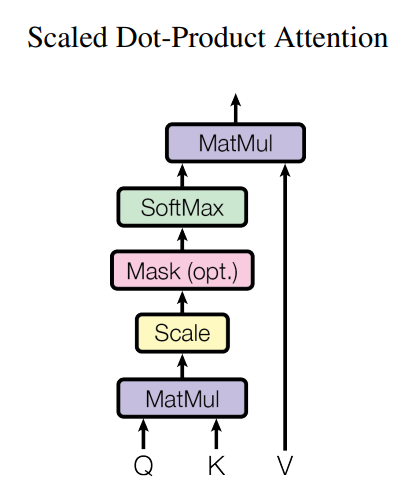 Scaled Dot-Product Attention
MatMul
SoftMax
Mask (opt.)
Scale
MatMul
Q K V